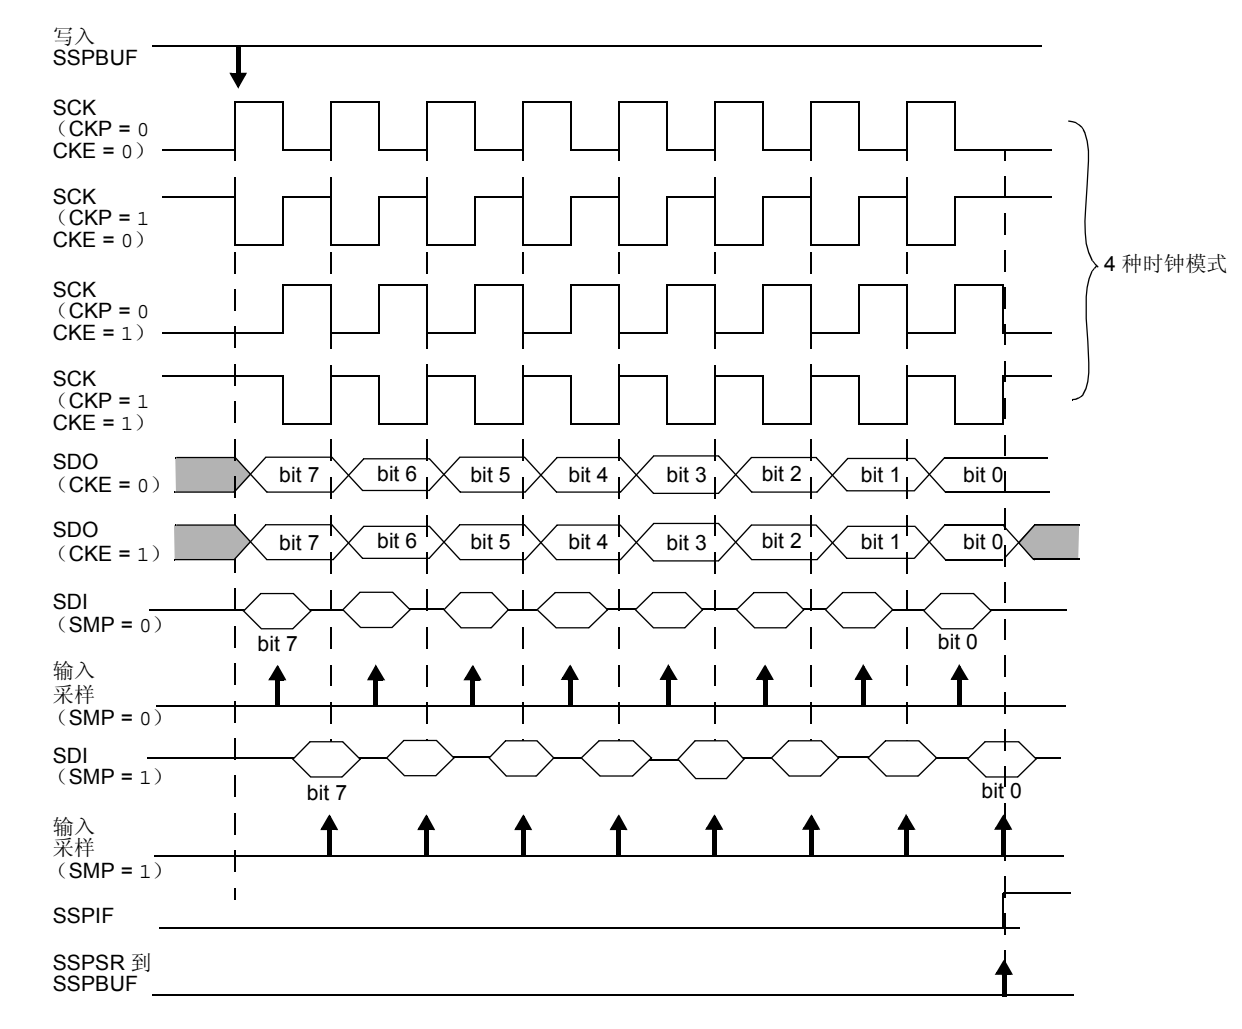 写入
SSPBUF
SCK
（CKP = 0
CKE = 0）
SCK
（CKP = 1
CKE = 0）
4 种时钟模式
SCK
（CKP = 0
CKE = 1）
SCK
（CKP = 1
CKE = 1）
SDO
（CKE = 0）
bit 7 bit 6 bit 5 bit 4 bit 3 bit 2 bit 1 bit 0
SDO
（CKE = 1）
bit 7 bit 6 bit 5 bit 4 bit 3 bit 2 bit 1 bit 0
SDI
（SMP = 0）
bit 7 bit 0
输入
采样
（SMP = 0）
SDI
（SMP = 1）
bit 7 bit 0
输入
采样
（SMP = 1）
SSPIF
SSPSR 到
SSPBUF